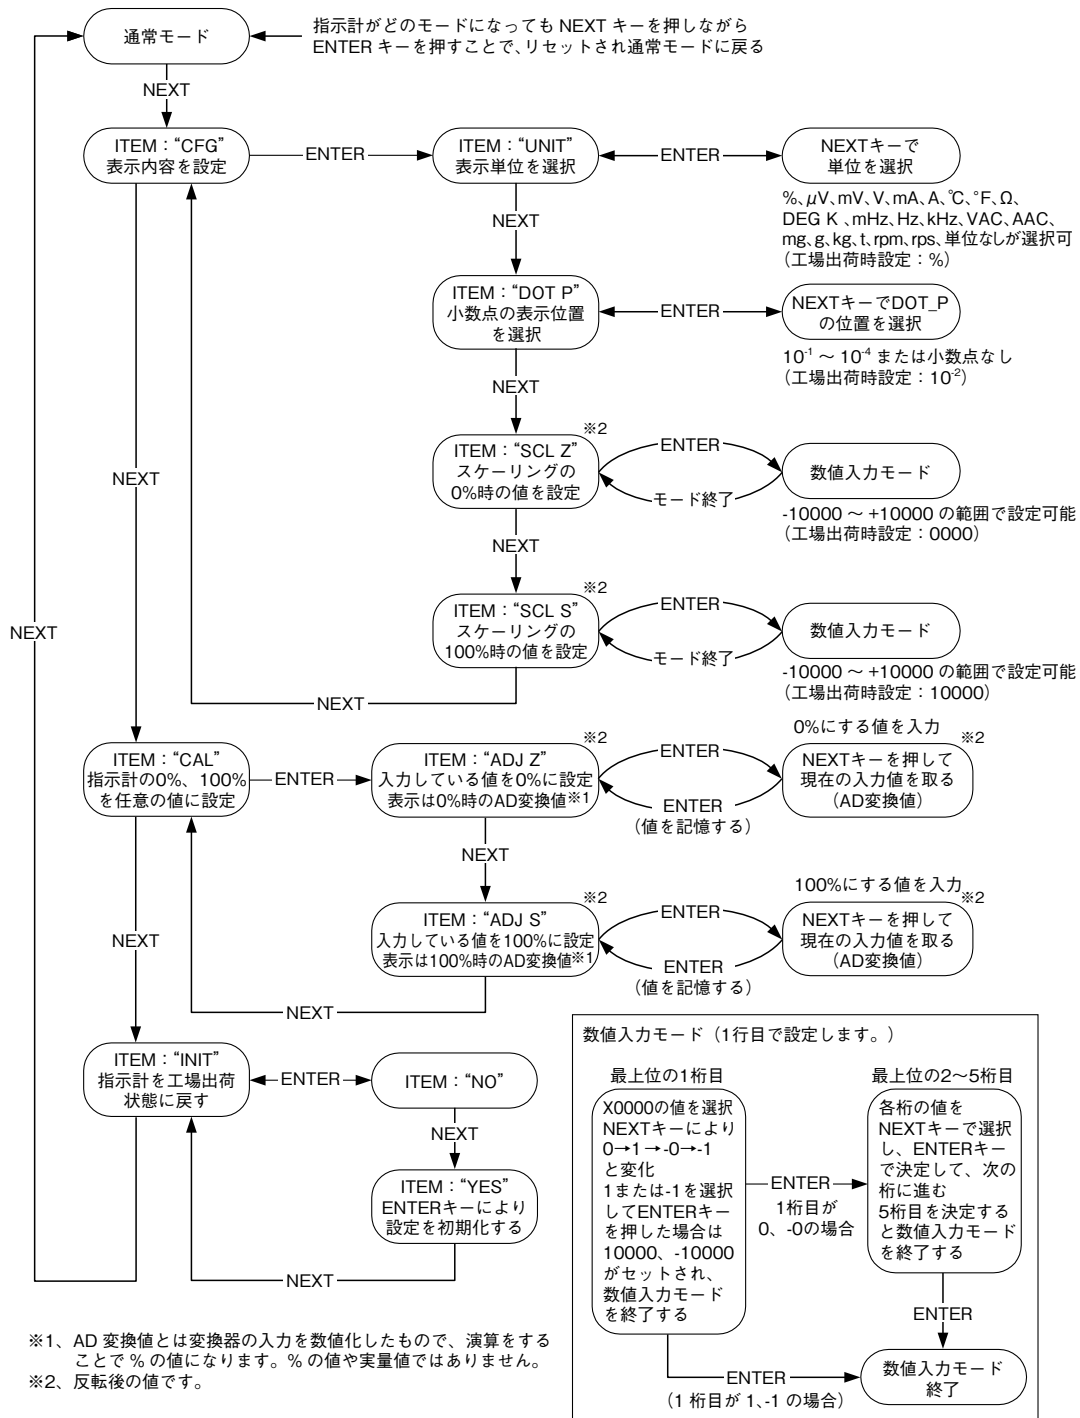 通常モード
指示計がどのモードになっても NEXT キーを押しながら
ENTER キーを押すことで、リセットされ通常モードに戻る
NEXT
ITEM：“CFG”
表示内容を設定
ENTER
ITEM：“UNIT”
表示単位を選択
ENTER
NEXTキーで
単位を選択
%、μV、mV、V、mA、A、℃、°F、Ω、
DEG K 、mHz、Hz、kHz、VAC、AAC、
mg、g、kg、t、rpm、rps、単位なしが選択可
（工場出荷時設定：%）
NEXT
ITEM：“DOT P”
小数点の表示位置
を選択
ENTER
NEXTキーでDOT_P
の位置を選択
10⁻¹ ～ 10⁻⁴ または小数点なし
（工場出荷時設定：10⁻²）
NEXT
※2
ITEM：“SCL Z”
スケーリングの
0%時の値を設定
ENTER
モード終了
数値入力モード
-10000 ～ +10000 の範囲で設定可能
（工場出荷時設定：0000）
NEXT
NEXT
※2
ITEM：“SCL S”
スケーリングの
100%時の値を設定
ENTER
モード終了
数値入力モード
-10000 ～ +10000 の範囲で設定可能
（工場出荷時設定：10000）
NEXT
NEXT
ITEM：“CAL”
指示計の0%、100%
を任意の値に設定
ENTER
※2
ITEM：“ADJ Z”
入力している値を0%に設定
表示は0%時のAD変換値※1
ENTER
ENTER
（値を記憶する）
0%にする値を入力
※2
NEXTキーを押して
現在の入力値を取る
（AD変換値）
NEXT
※2
ITEM：“ADJ S”
入力している値を100%に設定
表示は100%時のAD変換値※1
ENTER
ENTER
（値を記憶する）
100%にする値を入力
※2
NEXTキーを押して
現在の入力値を取る
（AD変換値）
NEXT
NEXT
ITEM：“INIT”
指示計を工場出荷
状態に戻す
ENTER
ITEM：“NO”
NEXT
ITEM：“YES”
ENTERキーにより
設定を初期化する
NEXT
数値入力モード（1行目で設定します。）
最上位の1桁目
X0000の値を選択
NEXTキーにより
0→1→-0→-1
と変化
1または-1を選択
してENTERキー
を押した場合は
10000、-10000
がセットされ、
数値入力モード
を終了する
ENTER
1桁目が
0、-0の場合
最上位の2～5桁目
各桁の値を
NEXTキーで選択
し、ENTERキー
で決定して、次の
桁に進む
5桁目を決定する
と数値入力モード
を終了する
ENTER
ENTER
（1 桁目が 1、-1 の場合）
数値入力モード
終了
※1、AD 変換値とは変換器の入力を数値化したもので、演算をする
ことで % の値になります。% の値や実量値ではありません。
※2、反転後の値です。